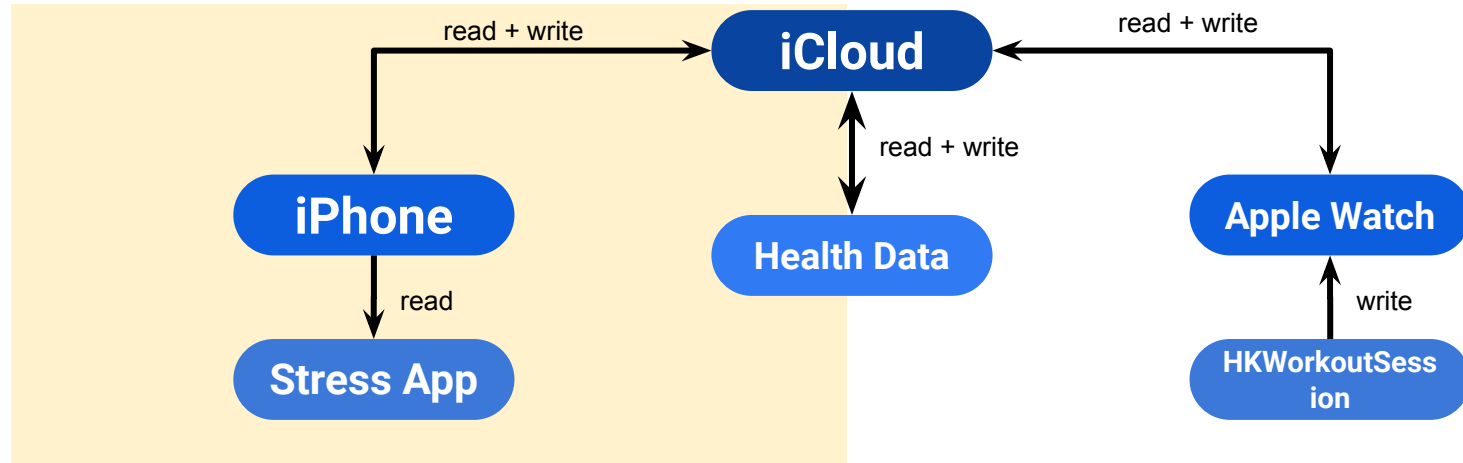 read + write
iCloud
read + write
read + write
iPhone
Health Data
Apple Watch
read
write
Stress App
HKWorkoutSess
ion